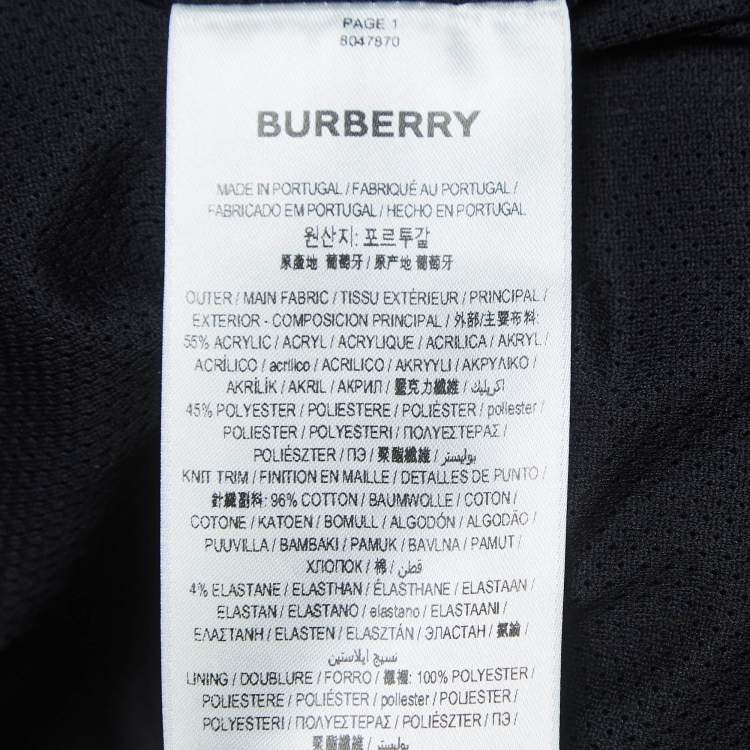 PAGE 1
8047870
BURBERRY
MADE IN PORTUGAL / FABRIQUÉ AU PORTUGAL /
FABRICADO EM PORTUGAL / HECHO EN PORTUGAL
원산지: 포르투갈
原產地 葡萄牙 / 原产地 葡萄牙
OUTER / MAIN FABRIC / TISSU EXTÉRIEUR / PRINCIPAL /
EXTERIOR - COMPOSICION PRINCIPAL / 外部/主要布料:
55% ACRYLIC / ACRYL / ACRYLIQUE / ACRILICA / AKRYL /
ACRÍLICO / acrílico / ACRILICO / AKRYYLI / ΑΚΡΥΛΙΚΟ /
AKRİLİK / AKRIL / АКРИЛ / 壓克力纖維 / اكريليك /
45% POLYESTER / POLIESTERE / POLIÉSTER / poliester /
POLIESTER / POLYESTERI / ΠΟΛΥΕΣΤΕΡΑΣ /
POLIÉSZTER / ПЭ / 聚酯纖維 / بوليستر /
KNIT TRIM / FINITION EN MAILLE / DETALLES DE PUNTO /
針織副料: 96% COTTON / BAUMWOLLE / COTON /
COTONE / KATOEN / BOMULL / ALGODÓN / ALGODÃO /
PUUVILLA / ΒΑΜΒΑΚΙ / PAMUK / BAVLNA / PAMUT /
ХЛОПОК / 棉 / قطن /
4% ELASTANE / ELASTHAN / ÉLASTHANE / ELASTAAN /
ELASTAN / ELASTANO / elastano / ELASTAANI /
ΕΛΑΣΤΑΝΗ / ELASTEN / ELASZTÁN / ЭЛАСТАН / 氨綸 /
نسيج ايلاستين
LINING / DOUBLURE / FORRO / 襯裡: 100% POLYESTER /
POLIESTERE / POLIÉSTER / poliester / POLIESTER /
POLYESTERI / ΠΟΛΥΕΣΤΕΡΑΣ / POLIÉSZTER / ПЭ /
聚酯纖維 / بوليستر